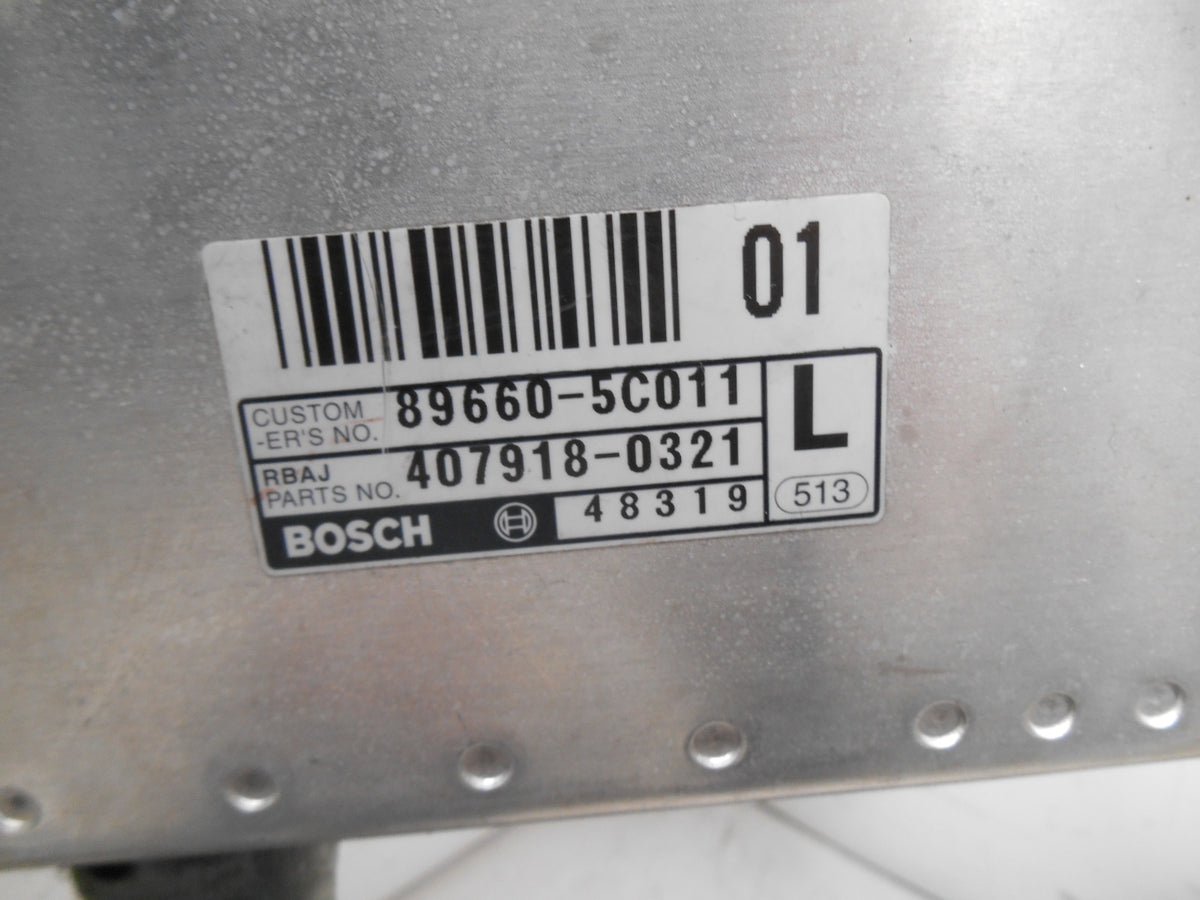 01
CUSTOM
-ER'S NO. 89660-5C011
RBAJ
PARTS NO. 407918-0321
L
BOSCH 48319
513